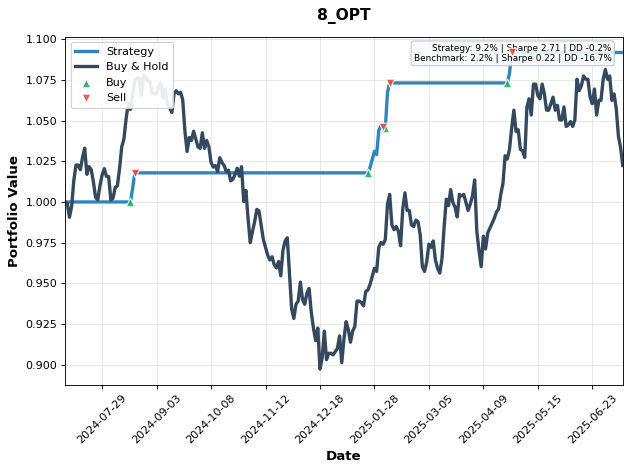 8_OPT
Strategy
Buy & Hold
Buy
Sell
Strategy: 9.2% | Sharpe 2.71 | DD -0.2%
Benchmark: 2.2% | Sharpe 0.22 | DD -16.7%
Portfolio Value
1.100
1.075
1.050
1.025
1.000
0.975
0.950
0.925
0.900
2024-07-29
2024-09-03
2024-10-08
2024-11-12
2024-12-18
2025-01-28
2025-03-05
2025-04-09
2025-05-15
2025-06-23
Date